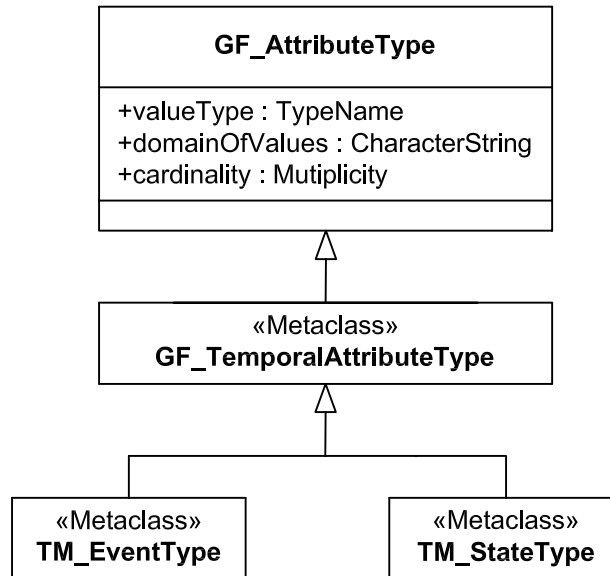 GF_AttributeType
+valueType : TypeName
+domainOfValues : CharacterString
+cardinality : Mutiplicity
«Metaclass»
GF_TemporalAttributeType
«Metaclass»
TM_EventType
«Metaclass»
TM_StateType